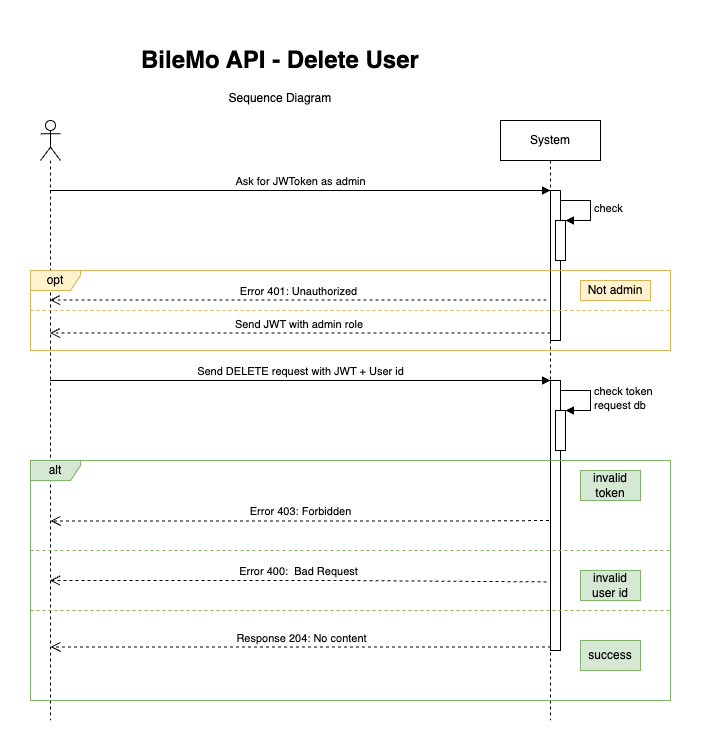 BileMo API - Delete User
Sequence Diagram
System
Ask for JWToken as admin
check
opt
Not admin
Error 401: Unauthorized
Send JWT with admin role
Send DELETE request with JWT + User id
check token
request db
alt
invalid
token
Error 403: Forbidden
Error 400: Bad Request
invalid
user id
Response 204: No content
success